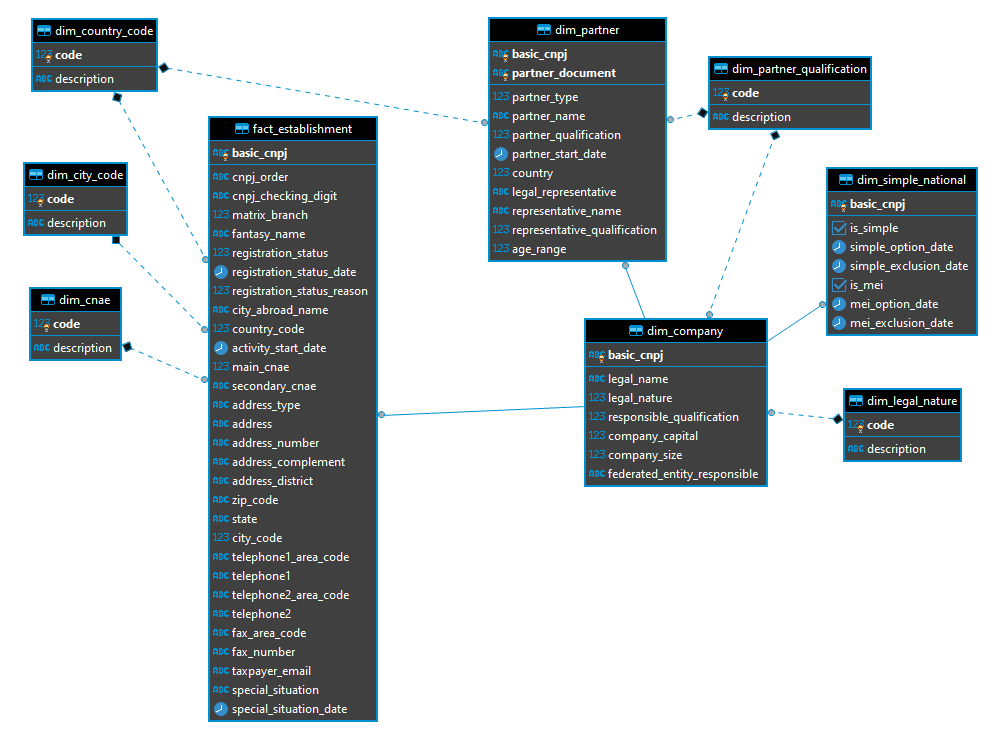 dim_country_code
123 code
ABC description
dim_city_code
123 code
ABC description
dim_cnae
123 code
ABC description
fact_establishment
ABC basic_cnpj
ABC cnpj_order
ABC cnpj_checking_digit
123 matrix_branch
ABC fantasy_name
123 registration_status
registration_status_date
123 registration_status_reason
ABC city_abroad_name
123 country_code
activity_start_date
123 main_cnae
ABC secondary_cnae
ABC address_type
ABC address
ABC address_number
ABC address_complement
ABC address_district
ABC zip_code
ABC state
123 city_code
ABC telephone1_area_code
ABC telephone1
ABC telephone2_area_code
ABC telephone2
ABC fax_area_code
ABC fax_number
ABC taxpayer_email
ABC special_situation
special_situation_date
dim_partner
ABC basic_cnpj
ABC partner_document
123 partner_type
ABC partner_name
123 partner_qualification
partner_start_date
123 country
ABC legal_representative
ABC representative_name
123 representative_qualification
123 age_range
dim_partner_qualification
123 code
ABC description
dim_simple_national
ABC basic_cnpj
is_simple
simple_option_date
simple_exclusion_date
is_mei
mei_option_date
mei_exclusion_date
dim_company
ABC basic_cnpj
ABC legal_name
123 legal_nature
123 responsible_qualification
123 company_capital
123 company_size
ABC federated_entity_responsible
dim_legal_nature
123 code
ABC description